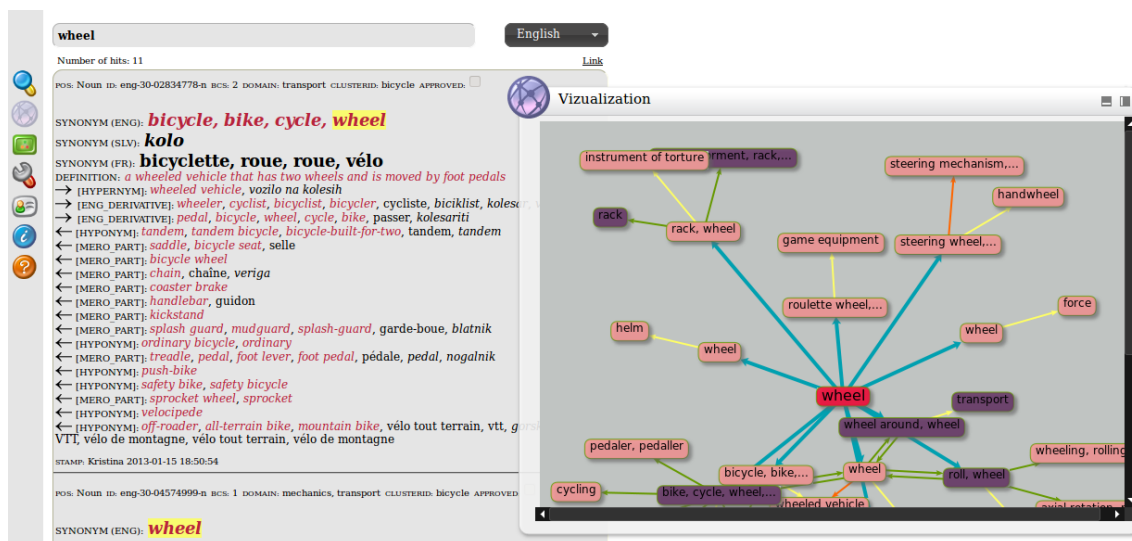 wheel
English
Number of hits: 11
Link
POS: Noun ID: eng-30-02834778-n BCS: 2 DOMAIN: transport CLUSTERID: bicycle APPROVED:
SYNONYM (ENG): bicycle, bike, cycle, wheel
SYNONYM (SLV): kolo
SYNONYM (FR): bicyclette, roue, roue, vélo
DEFINITION: a wheeled vehicle that has two wheels and is moved by foot pedals
→ [HYPERNYM]: wheeled vehicle, vozilo na kolesih
→ [ENG_DERIVATIVE]: wheeler, cyclist, bicyclist, bicycler, cycliste, biciklist, kolesar,
→ [ENG_DERIVATIVE]: pedal, bicycle, wheel, cycle, bike, passer, kolesariti
← [HYPONYM]: tandem, tandem bicycle, bicycle-built-for-two, tandem, tandem
← [MERO_PART]: saddle, bicycle seat, selle
← [MERO_PART]: bicycle wheel
← [MERO_PART]: chain, chaîne, veriga
← [MERO_PART]: coaster brake
← [MERO_PART]: handlebar, guidon
← [MERO_PART]: kickstand
← [MERO_PART]: splash guard, mudguard, splash-guard, garde-boue, blatnik
← [HYPONYM]: ordinary bicycle, ordinary
← [MERO_PART]: treadle, pedal, foot lever, foot pedal, pédale, pedal, nogalnik
← [HYPONYM]: push-bike
← [HYPONYM]: safety bike, safety bicycle
← [MERO_PART]: sprocket wheel, sprocket
← [HYPONYM]: velocipede
← [HYPONYM]: off-roader, all-terrain bike, mountain bike, vélo tout terrain, vtt,
VTT, vélo de montagne, vélo tout terrain, vélo de montagne
STAMP: Kristina 2013-01-15 18:50:54
POS: Noun ID: eng-30-04574999-n BCS: 1 DOMAIN: mechanics, transport CLUSTERID: bicycle APPROVED
SYNONYM (ENG): wheel
Vizualization
instrument of torture
rack,...
steering mechanism,...
handwheel
rack
rack, wheel
game equipment
steering wheel,...
roulette wheel,...
force
helm
wheel
wheel
wheel
transport
wheel around, wheel
pedaler, pedaller
wheeling, rolling
bicycle, bike,...
wheel
roll, wheel
cycling
bike, cycle, wheel,...
wheeled vehicle
axial rotation,